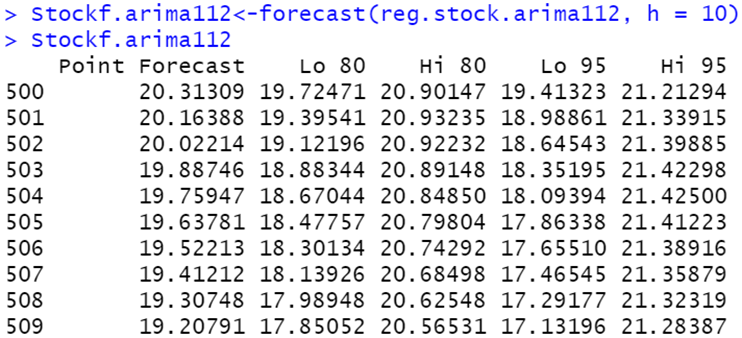 > Stockf.arima112<-forecast(reg.stock.arima112, h = 10)
> Stockf.arima112
Point Forecast Lo 80 Hi 80 Lo 95 Hi 95
500 20.31309 19.72471 20.90147 19.41323 21.21294
501 20.16388 19.39541 20.93235 18.98861 21.33915
502 20.02214 19.12196 20.92232 18.64543 21.39885
503 19.88746 18.88344 20.89148 18.35195 21.42298
504 19.75947 18.67044 20.84850 18.09394 21.42500
505 19.63781 18.47757 20.79804 17.86338 21.41223
506 19.52213 18.30134 20.74292 17.65510 21.38916
507 19.41212 18.13926 20.68498 17.46545 21.35879
508 19.30748 17.98948 20.62548 17.29177 21.32319
509 19.20791 17.85052 20.56531 17.13196 21.28387